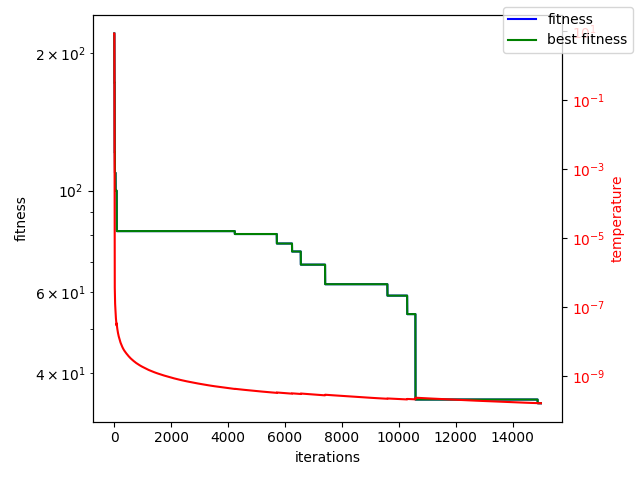 fitness
best fitness
2 × 10²
10²
6 × 10¹
4 × 10¹
fitness
10¹
10⁻¹
10⁻³
10⁻⁵
10⁻⁷
10⁻⁹
temperature
0 2000 4000 6000 8000 10000 12000 14000
iterations